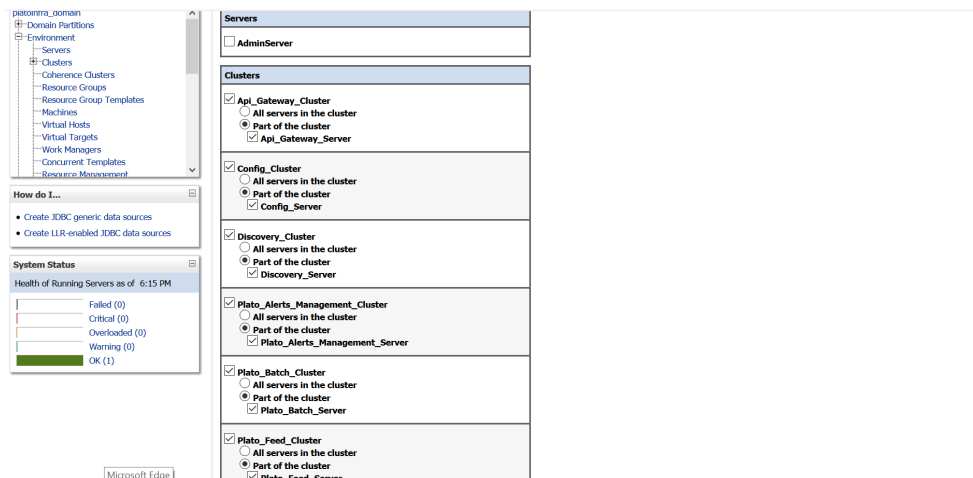 platoinfra_domain
Domain Partitions
Environment
Servers
Clusters
Coherence Clusters
Resource Groups
Resource Group Templates
Machines
Virtual Hosts
Virtual Targets
Work Managers
Concurrent Templates
Resource Management
How do I...
Create JDBC generic data sources
Create LLR-enabled JDBC data sources
System Status
Health of Running Servers as of 6:15 PM
Failed (0)
Critical (0)
Overloaded (0)
Warning (0)
OK (1)
Microsoft Edge
Servers
AdminServer
Clusters
Api_Gateway_Cluster
All servers in the cluster
Part of the cluster
Api_Gateway_Server
Config_Cluster
All servers in the cluster
Part of the cluster
Config_Server
Discovery_Cluster
All servers in the cluster
Part of the cluster
Discovery_Server
Plato_Alerts_Management_Cluster
All servers in the cluster
Part of the cluster
Plato_Alerts_Management_Server
Plato_Batch_Cluster
All servers in the cluster
Part of the cluster
Plato_Batch_Server
Plato_Feed_Cluster
All servers in the cluster
Part of the cluster
Plato_Feed_Server